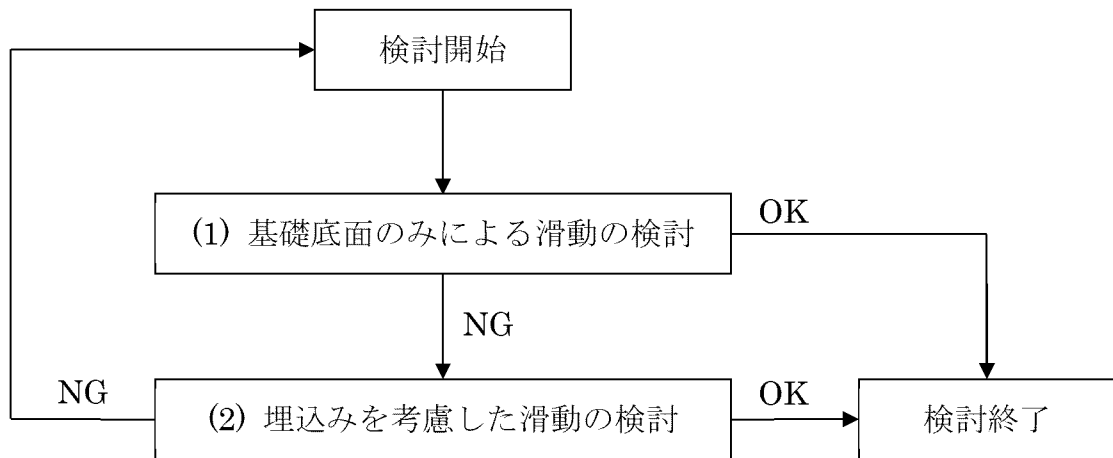 検討開始
(1) 基礎底面のみによる滑動の検討
OK
NG
NG
(2) 埋込みを考慮した滑動の検討
OK
検討終了